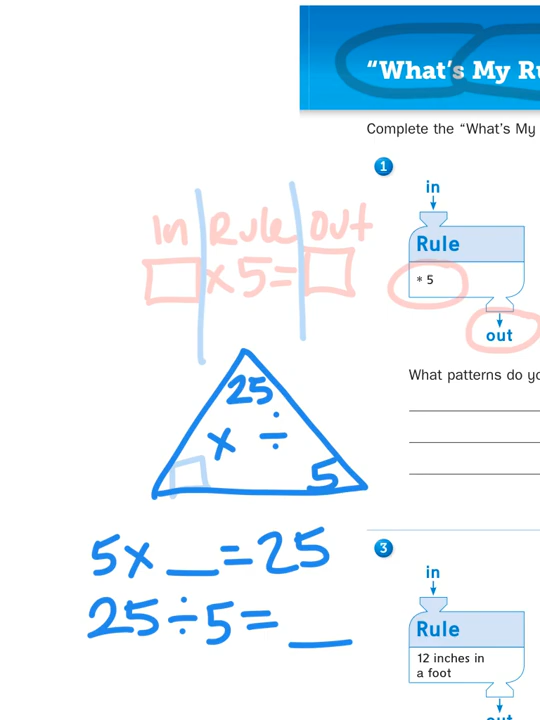 "What's My Ru
Complete the "What's My
1
in
Rule
* 5
out
In Rule Out
x 5 =
25
x ÷
5
What patterns do yo
5 x __ = 25
25 ÷ 5 = __
3
in
Rule
12 inches in
a foot
out